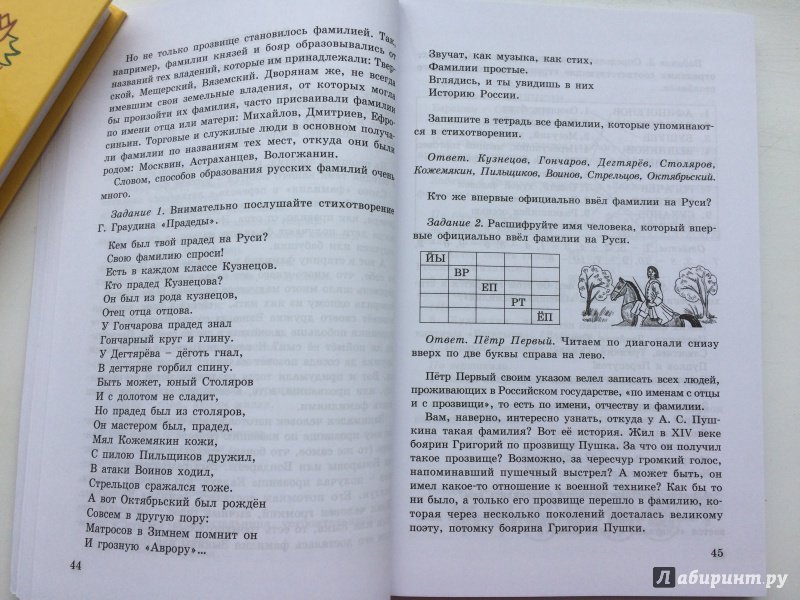 Но не только прозвище становилось фамилией. Так,
например, фамилии князей и бояр образовывались от
названий тех владений, которые им принадлежали: Твер-
ской, Мещерский, Вяземский. Дворянам же, не всегда
имевшим свои земельные владения, от которых могла
бы произойти их фамилия, часто присваивали фамилии
по имени отца или матери: Михайлов, Дмитриев, Ефро-
синьин. Торговые и служилые люди в основном получа-
ли фамилии по названиям тех мест, откуда они были
родом: Москвин, Астраханцев, Вологжанин.
Словом, способов образования русских фамилий очень
много.
Задание 1. Внимательно послушайте стихотворение
Г. Граудина «Прадеды».
Кем был твой прадед на Руси?
Свою фамилию спроси!
Есть в каждом классе Кузнецов.
Кто прадед Кузнецова?
Он был из рода кузнецов,
Отец отца отцова.
У Гончарова прадед знал
Гончарный круг и глину.
У Дегтярёва – дёготь гнал,
В дегтярне горбил спину.
Быть может, юный Столяров
И с долотом не сладит,
Но прадед был из столяров,
Он мастером был, прадед.
Мял Кожемякин кожи,
С пилою Пильщиков дружил,
В атаки Воинов ходил,
Стрельцов сражался тоже.
А вот Октябрьский был рождён
Совсем в другую пору:
Матросов в Зимнем помнит он
И грозную «Аврору»...
44
Звучат, как музыка, как стих,
Фамилии простые.
Вглядись, и ты увидишь в них
Историю России.
Запишите в тетрадь все фамилии, которые упоминают-
ся в стихотворении.
Ответ. Кузнецов, Гончаров, Дегтярёв, Столяров,
Кожемякин, Пильщиков, Воинов, Стрельцов, Октябрьский.
Кто же впервые официально ввёл фамилии на Руси?
Задание 2. Расшифруйте имя человека, который впер-
вые официально ввёл фамилии на Руси.
ЙЫ
ВР
ЕП
РТ
ЁП
Ответ. Пётр Первый. Читаем по диагонали снизу
вверх по две буквы справа на лево.
Пётр Первый своим указом велел записать всех людей,
проживающих в Российском государстве, «по именам с отцы
и с прозвищи», то есть по имени, отчеству и фамилии.
Вам, наверно, интересно узнать, откуда у А. С. Пуш-
кина такая фамилия? Вот её история. Жил в XIV веке
боярин Григорий по прозвищу Пушка. За что он получил
такое прозвище? Возможно, за чересчур громкий голос,
напоминавший пушечный выстрел? А может быть, он
имел какое-то отношение к военной технике? Как бы то
ни было, а только его прозвище перешло в фамилию, ко-
торая через несколько поколений досталась великому
поэту, потомку боярина Григория Пушки.
45
Лабиринт.ру